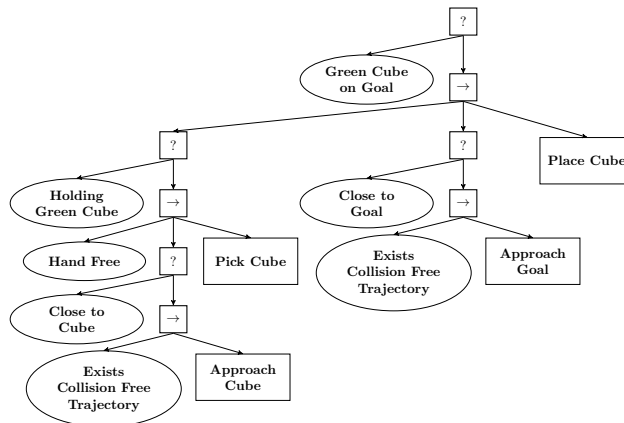 ?
Green Cube
on Goal
→
?
?
Place Cube
Holding
Green Cube
→
Close to
Goal
→
Hand Free
?
Pick Cube
Exists
Collision Free
Trajectory
Approach
Goal
Close to
Cube
→
Exists
Collision Free
Trajectory
Approach
Cube